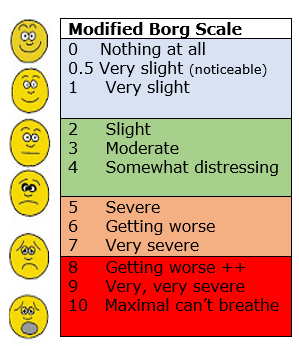 Modified Borg Scale
0 Nothing at all
0.5 Very slight (noticeable)
1 Very slight
2 Slight
3 Moderate
4 Somewhat distressing
5 Severe
6 Getting worse
7 Very severe
8 Getting worse ++
9 Very, very severe
10 Maximal can't breathe